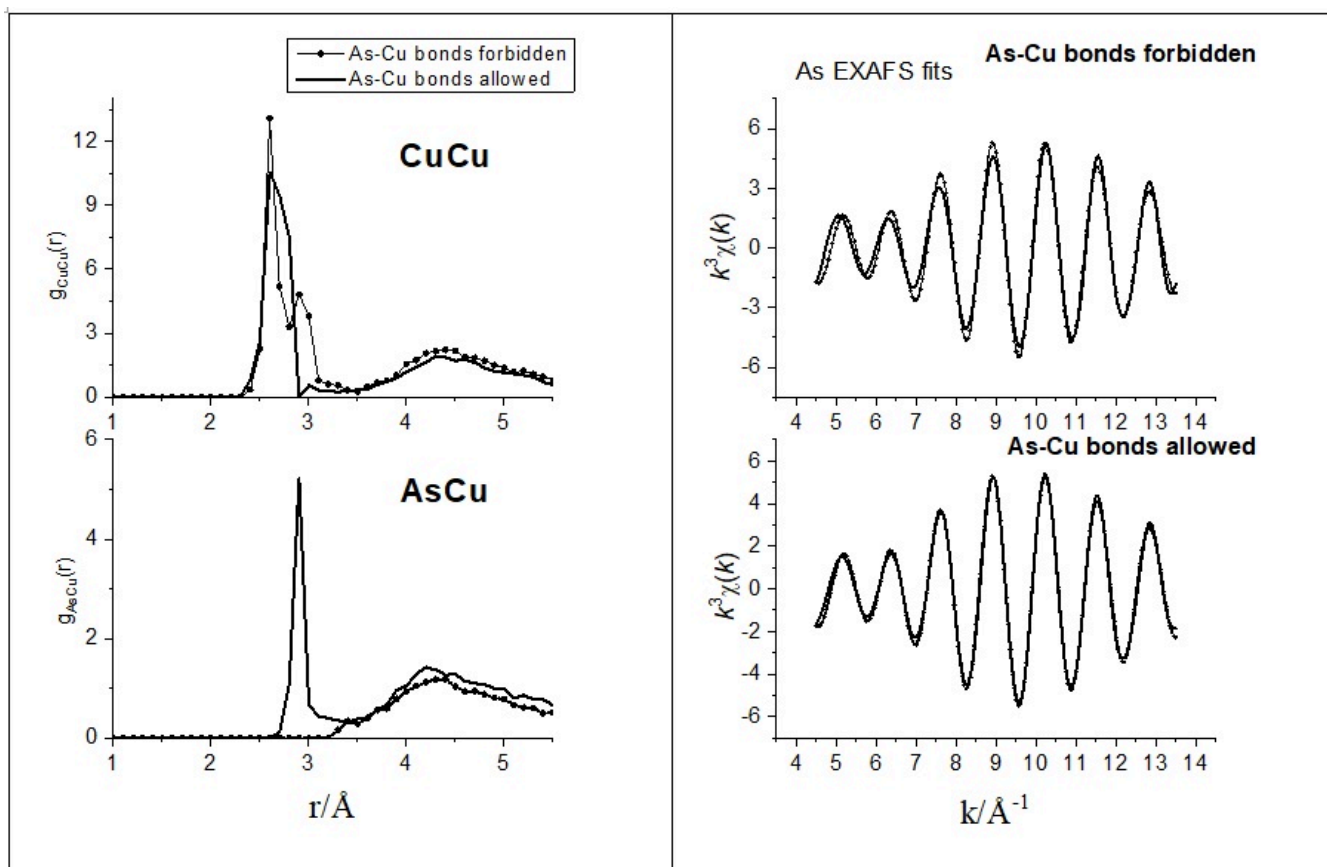 As-Cu bonds forbidden
As-Cu bonds allowed
CuCu
g_CuCu(r)
12
9
6
3
0
1 2 3 4 5
AsCu
g_AsCu(r)
6
4
2
0
1 2 3 4 5
r/Å
As-Cu bonds forbidden
As EXAFS fits
k³χ(k)
6
3
0
-3
-6
4 5 6 7 8 9 10 11 12 13 14
As-Cu bonds allowed
k³χ(k)
6
4
2
0
-2
-4
-6
4 5 6 7 8 9 10 11 12 13 14
k/Å⁻¹